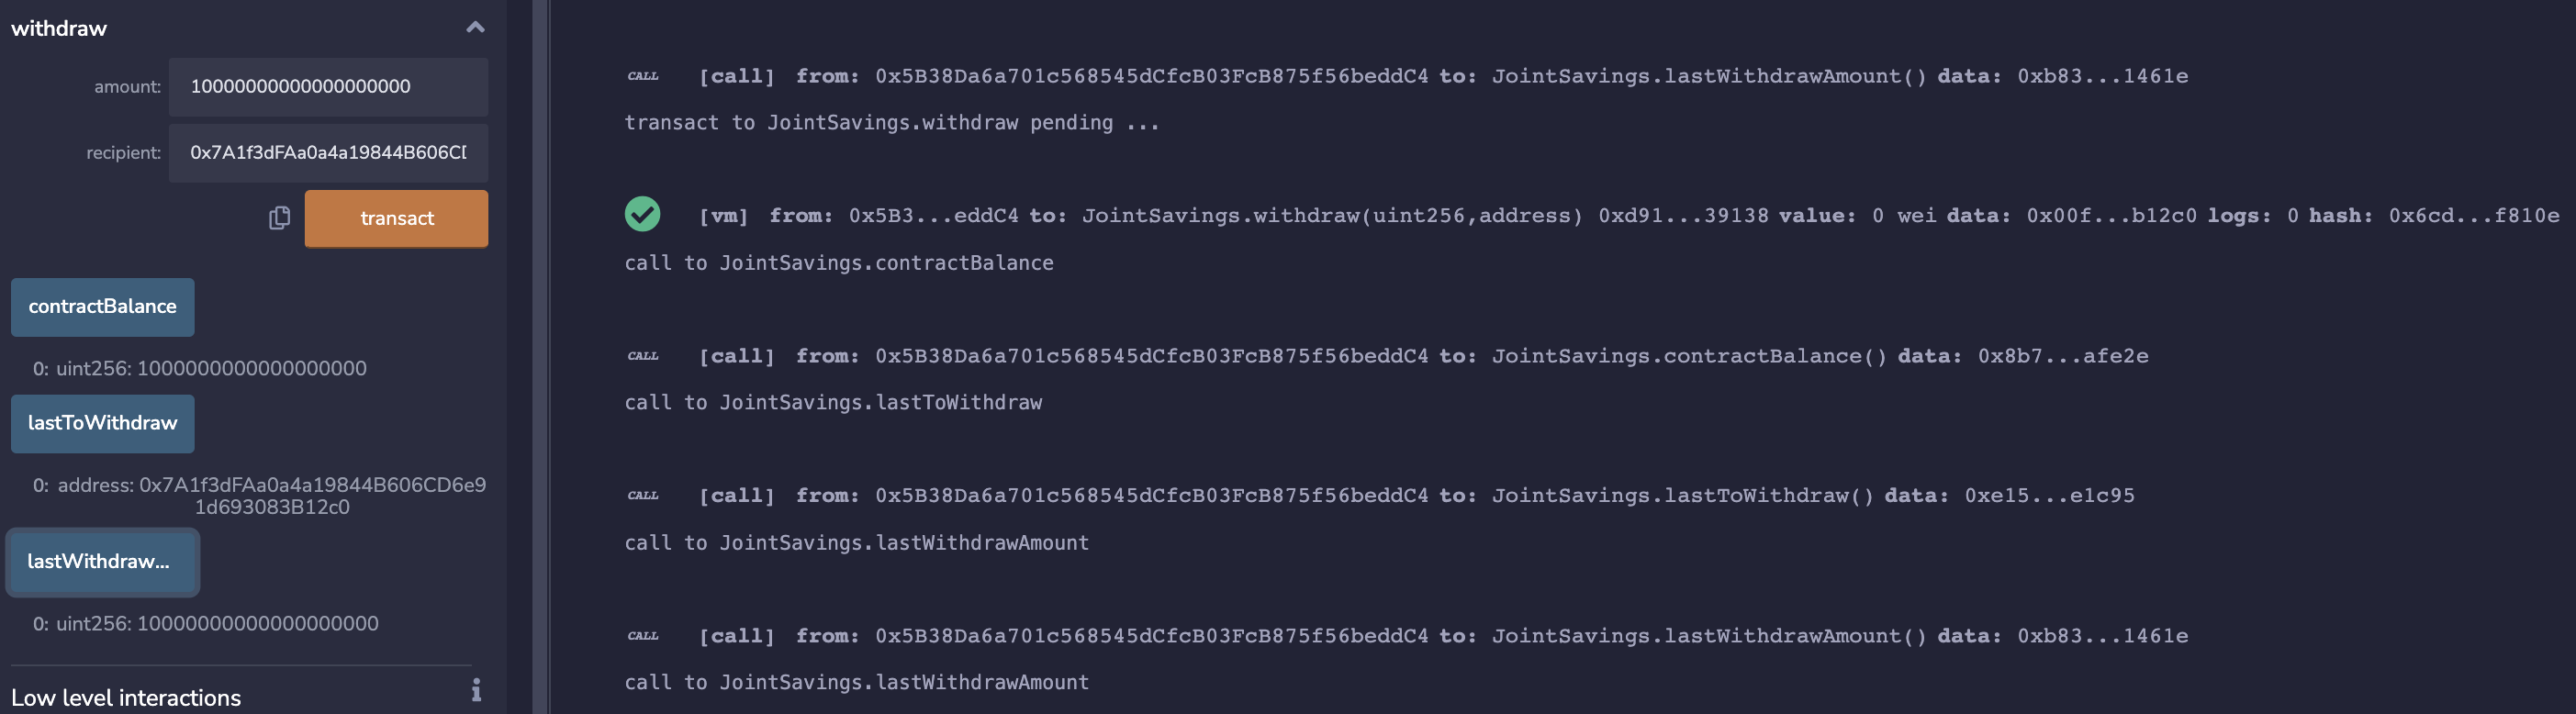 withdraw
amount: 10000000000000000000
recipient: 0x7A1f3dFAa0a4a19844B606CD
transact
contractBalance
0: uint256: 1000000000000000000
lastToWithdraw
0: address: 0x7A1f3dFAa0a4a19844B606CD6e9
1d693083B12c0
lastWithdraw...
0: uint256: 10000000000000000000
Low level interactions
CALL [call] from: 0x5B38Da6a701c568545dCfcB03FcB875f56beddC4 to: JointSavings.lastWithdrawAmount() data: 0xb83...1461e
transact to JointSavings.withdraw pending ...
[vm] from: 0x5B3...eddC4 to: JointSavings.withdraw(uint256,address) 0xd91...39138 value: 0 wei data: 0x00f...b12c0 logs: 0 hash: 0x6cd...f810e
call to JointSavings.contractBalance
CALL [call] from: 0x5B38Da6a701c568545dCfcB03FcB875f56beddC4 to: JointSavings.contractBalance() data: 0x8b7...afe2e
call to JointSavings.lastToWithdraw
CALL [call] from: 0x5B38Da6a701c568545dCfcB03FcB875f56beddC4 to: JointSavings.lastToWithdraw() data: 0xe15...e1c95
call to JointSavings.lastWithdrawAmount
CALL [call] from: 0x5B38Da6a701c568545dCfcB03FcB875f56beddC4 to: JointSavings.lastWithdrawAmount() data: 0xb83...1461e
call to JointSavings.lastWithdrawAmount